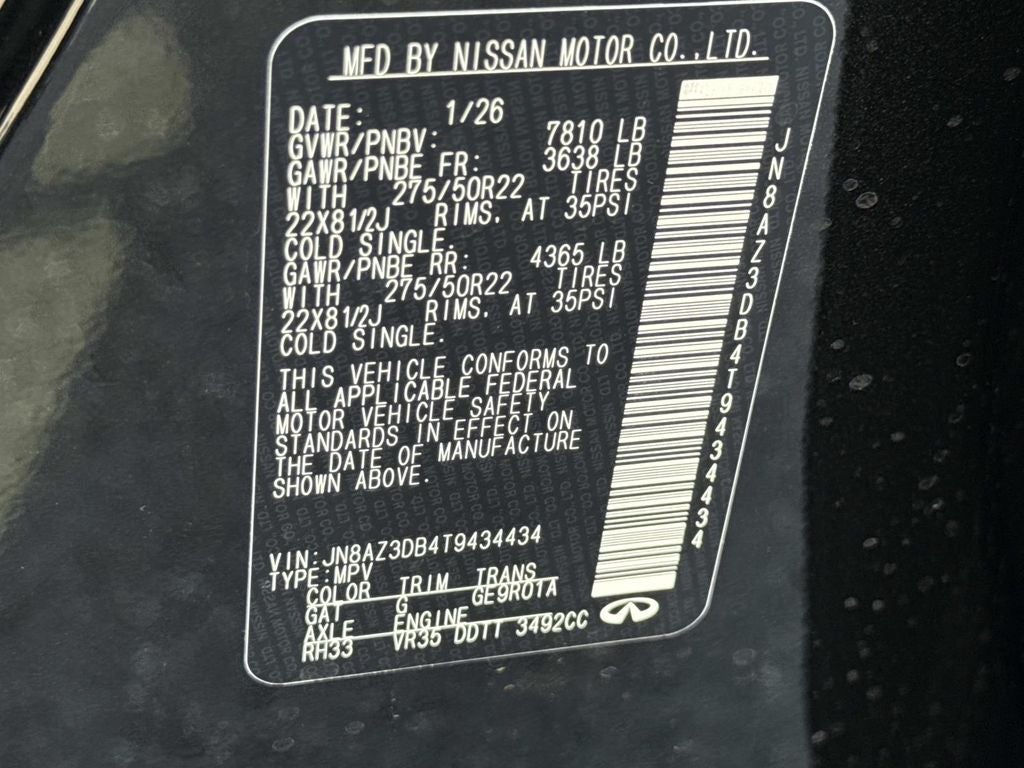 MFD BY NISSAN MOTOR CO.,LTD.
DATE: 1/26
GVWR/PNBV: 7810 LB
GAWR/PNBE FR: 3638 LB
WITH 275/50R22 TIRES
22X81/2J RIMS. AT 35PSI
COLD SINGLE.
GAWR/PNBE RR: 4365 LB
WITH 275/50R22 TIRES
22X81/2J RIMS. AT 35PSI
COLD SINGLE.
THIS VEHICLE CONFORMS TO
ALL APPLICABLE FEDERAL
MOTOR VEHICLE SAFETY
STANDARDS IN EFFECT ON
THE DATE OF MANUFACTURE
SHOWN ABOVE.
VIN:JN8AZ3DB4T9434434
TYPE:MPV
COLOR TRIM TRANS
GAT G GE9R01A
AXLE ENGINE
RH33 VR35 DDTT 3492CC
JN8AZ3DB4T9434434